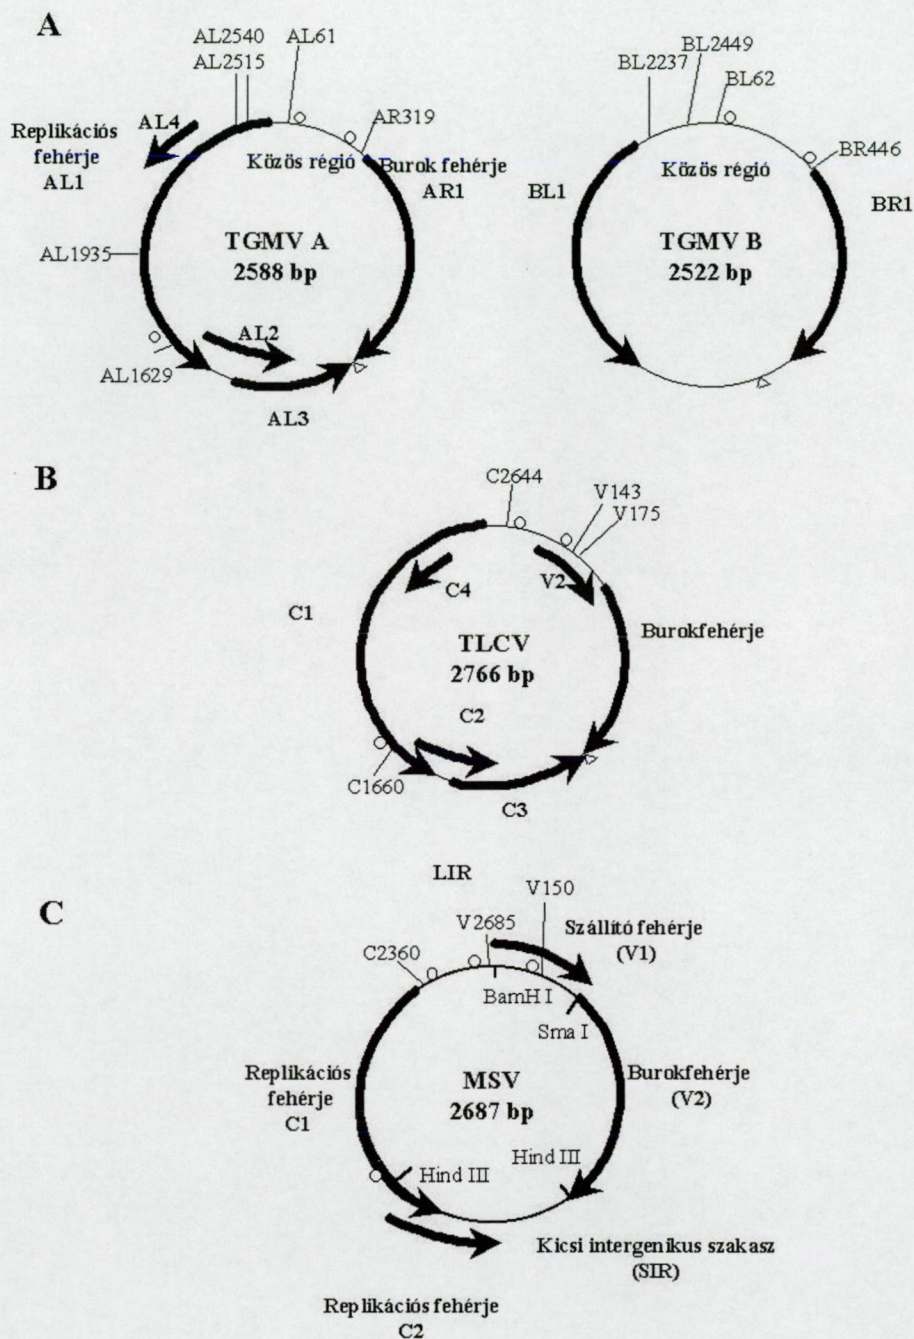 A
AL2540
AL2515
AL61
AR319
AL4
Replikációs
fehérje
AL1
Közös régió
Burok fehérje
AR1
AL1935
TGMV A
2588 bp
AL2
AL1629
AL3
BL2449
BL2237
BL62
BR446
BL1
Közös régió
BR1
TGMV B
2522 bp
B
C2644
V143
V175
C4
V2
C1
Burokfehérje
TLCV
2766 bp
C2
C1660
C3
C
LIR
V150
V2685
C2360
Szállító fehérje
(V1)
BamH I
Sma I
Replikációs
fehérje
C1
MSV
2687 bp
Burokfehérje
(V2)
Hind III
Hind III
Kicsi intergenikus szakasz
(SIR)
Replikációs fehérje
C2